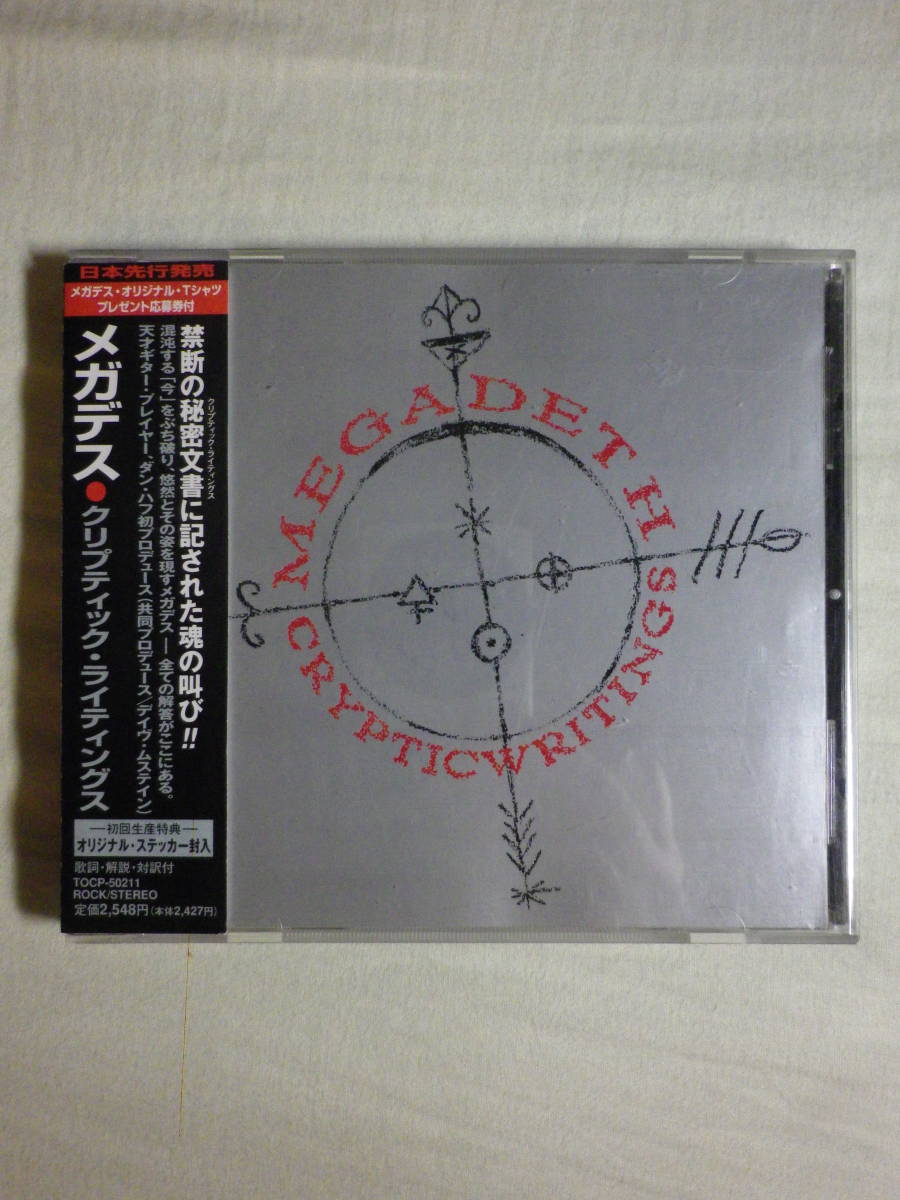 日本先行発売
メガデス・オリジナル・Tシャツ
プレゼント応募券付
禁断の秘密文書に記された魂の叫び!!
クリプティック・ライティングス
混沌する「今」をぶち破り、悠然とその姿を現すメガデス—全ての解答がここにある。
天才ギター・プレイヤー、ダン・ハフ初プロデュース(共同プロデュース/デイヴ・ムステイン)
メガデス●クリプティック・ライティングス
—初回生産特典—
オリジナル・ステッカー封入
歌詞・解説・対訳付
TOCP-50211
ROCK/STEREO
定価2,548円(本体2,427円)
MEGADETH
CRYPTICWRITINGS